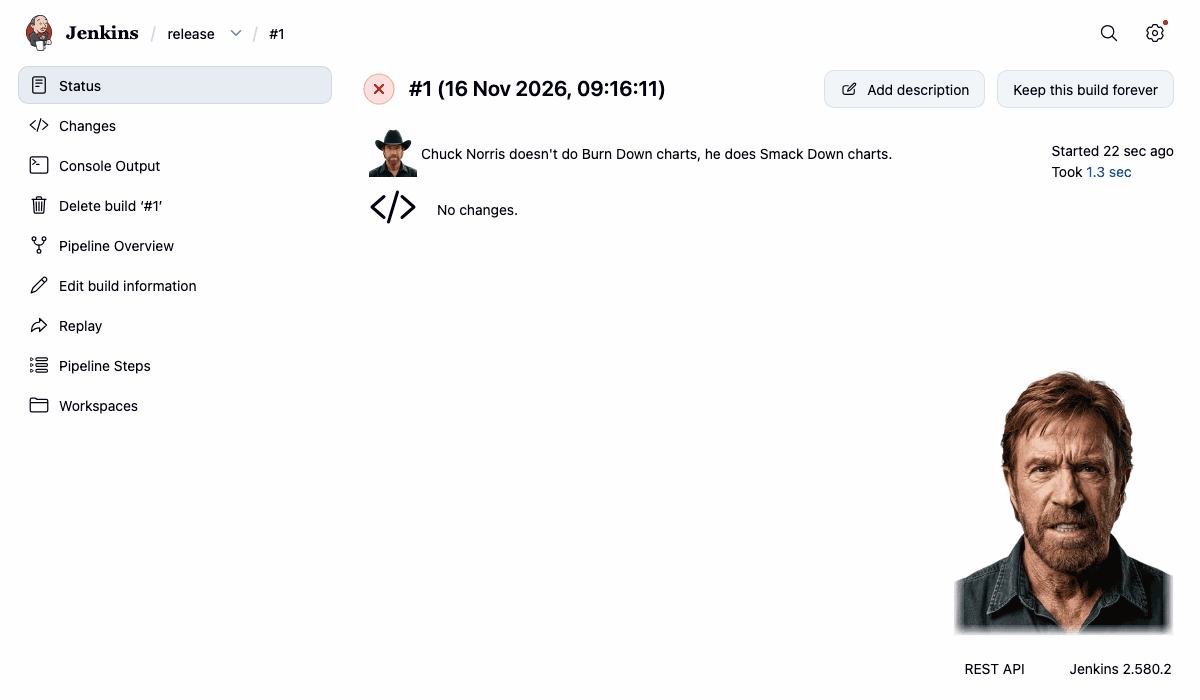 Jenkins / release / #1
Status
Changes
Console Output
Delete build ‘#1’
Pipeline Overview
Edit build information
Replay
Pipeline Steps
Workspaces
#1 (16 Nov 2026, 09:16:11)
Add description
Keep this build forever
Chuck Norris doesn't do Burn Down charts, he does Smack Down charts.
Started 22 sec ago
Took 1.3 sec
No changes.
REST API
Jenkins 2.580.2